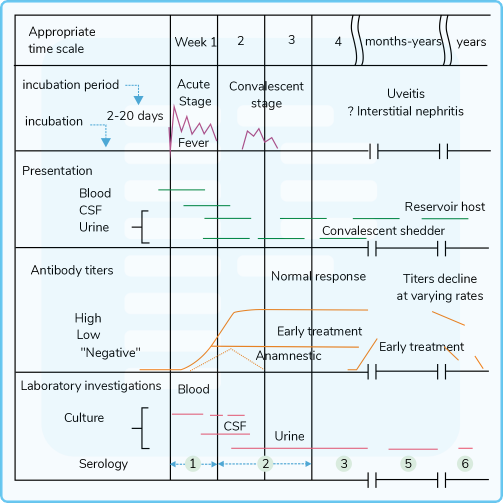 Appropriate
time scale
Week 1
2
3
4
months-years
years
incubation period
2-20 days
incubation
Acute
Stage
Fever
Convalescent
stage
Uveitis
? Interstitial nephritis
Presentation
Blood
CSF
Urine
Reservoir host
Convalescent shedder
Antibody titers
Normal response
Titers decline
at varying rates
High
Low
"Negative"
Early treatment
Anamnestic
Early treatment
Laboratory investigations
Blood
Culture
CSF
Urine
Serology
1
2
3
5
6